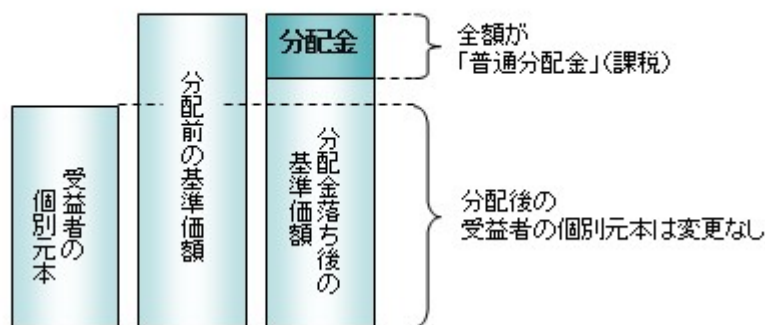 受益者の
個別元本
分配前の基準価額
分配金
分配金落ち後の
基準価額
全額が
「普通分配金」(課税)
分配後の
受益者の個別元本は変更なし